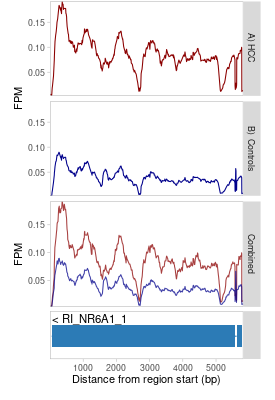 0.15
0.10
0.05
A) HCC
FPM
0.15
0.10
0.05
B) Controls
0.15
0.10
0.05
FPM
Combined
< RI_NR6A1_1
1000 2000 3000 4000 5000
Distance from region start (bp)